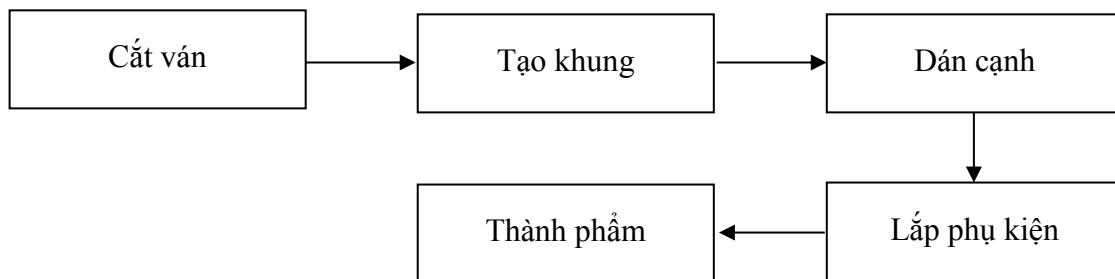 Cắt ván
Tạo khung
Dán cạnh
Lắp phụ kiện
Thành phẩm